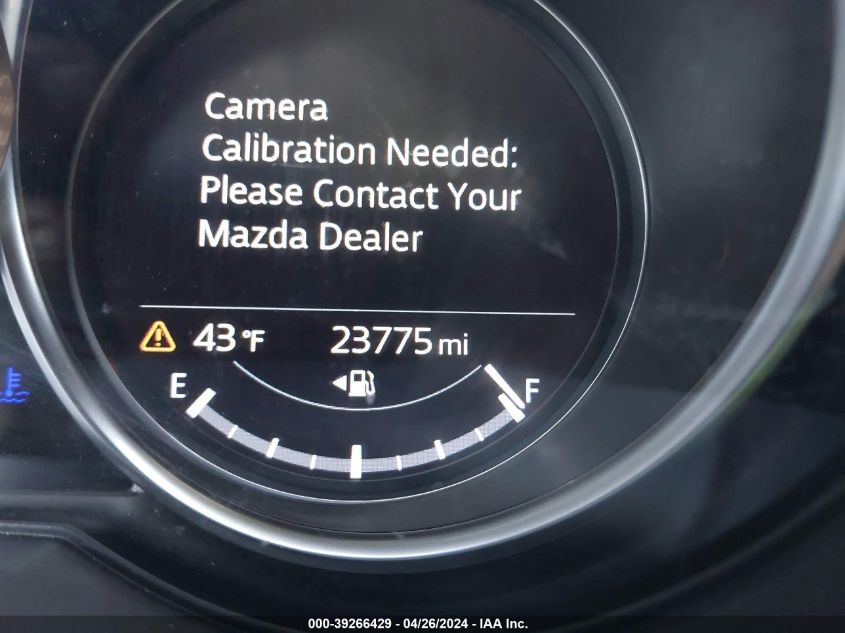 Camera
Calibration Needed:
Please Contact Your
Mazda Dealer
43°F 23775 mi
E F
000-39266429 - 04/26/2024 - IAA Inc.